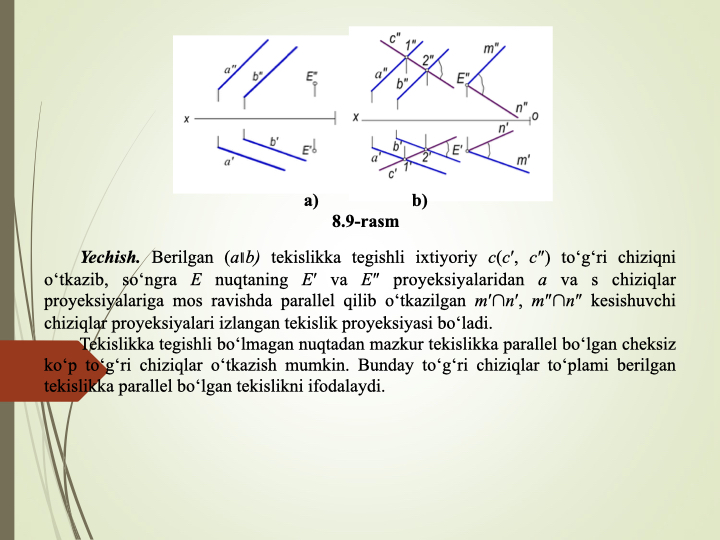 a" b" E"
x
b' E'
a'
c" 1" 2" m"
a" b" E" n"
x o
n'
b' E'
a' 1' 2' m'
c'
a) b)
8.9-rasm
Yechish. Berilgan (a‖b) tekislikka tegishli ixtiyoriy c(c′, c″) to‘g‘ri chiziqni
o‘tkazib, so‘ngra E nuqtaning E′ va E″ proyeksiyalaridan a va s chiziqlar
proyeksiyalariga mos ravishda parallel qilib o‘tkazilgan m′∩n′, m″∩n″ kesishuvchi
chiziqlar proyeksiyalari izlangan tekislik proyeksiyasi bo‘ladi.
Tekislikka tegishli bo‘lmagan nuqtadan mazkur tekislikka parallel bo‘lgan cheksiz
ko‘p to‘g‘ri chiziqlar o‘tkazish mumkin. Bunday to‘g‘ri chiziqlar to‘plami berilgan
tekislikka parallel bo‘lgan tekislikni ifodalaydi.